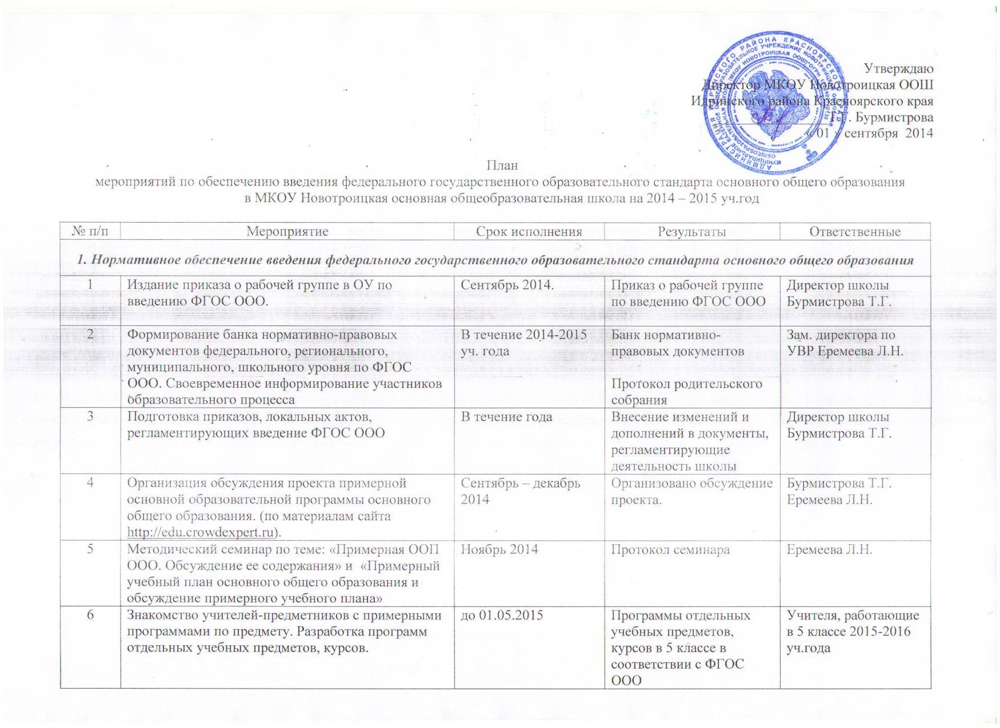 Утверждаю
Директор МКОУ Новотроицкая ООШ
Идринского района Красноярского края
Т.Г. Бурмистрова
« 01 » сентября 2014
План
мероприятий по обеспечению введения федерального государственного образовательного стандарта основного общего образования
в МКОУ Новотроицкая основная общеобразовательная школа на 2014 – 2015 уч.год
№ п/п Мероприятие Срок исполнения Результаты Ответственные
1. Нормативное обеспечение введения федерального государственного образовательного стандарта основного общего образования
1 Издание приказа о рабочей группе в ОУ по Сентябрь 2014. Приказ о рабочей группе Директор школы
введению ФГОС ООО. по введению ФГОС ООО Бурмистрова Т.Г.
2 Формирование банка нормативно-правовых В течение 2014-2015 Банк нормативно- Зам. директора по
документов федерального, регионального, уч. года правовых документов УВР Еремеева Л.Н.
муниципального, школьного уровня по ФГОС
ООО. Своевременное информирование участников Протокол родительского
образовательного процесса собрания
3 Подготовка приказов, локальных актов, В течение года Внесение изменений и Директор школы
регламентирующих введение ФГОС ООО дополнений в документы, Бурмистрова Т.Г.
регламентирующие
деятельность школы
4 Организация обсуждения проекта примерной Сентябрь – декабрь Организовано обсуждение Бурмистрова Т.Г.
основной образовательной программы основного 2014 проекта. Еремеева Л.Н.
общего образования. (по материалам сайта
http://edu.crowdexpert.ru).
5 Методический семинар по теме: «Примерная ООП Ноябрь 2014 Протокол семинара Еремеева Л.Н.
ООО. Обсуждение ее содержания» и «Примерный
учебный план основного общего образования и
обсуждение примерного учебного плана»
6 Знакомство учителей-предметников с примерными до 01.05.2015 Программы отдельных Учителя, работающие
программами по предмету. Разработка программ учебных предметов, в 5 классе 2015-2016
отдельных учебных предметов, курсов. курсов в 5 классе в уч.года
соответствии с ФГОС
ООО
АДМИНИСТРАЦИЯ ИДРИНСКОГО РАЙОНА КРАСНОЯРСКОГО КРАЯ